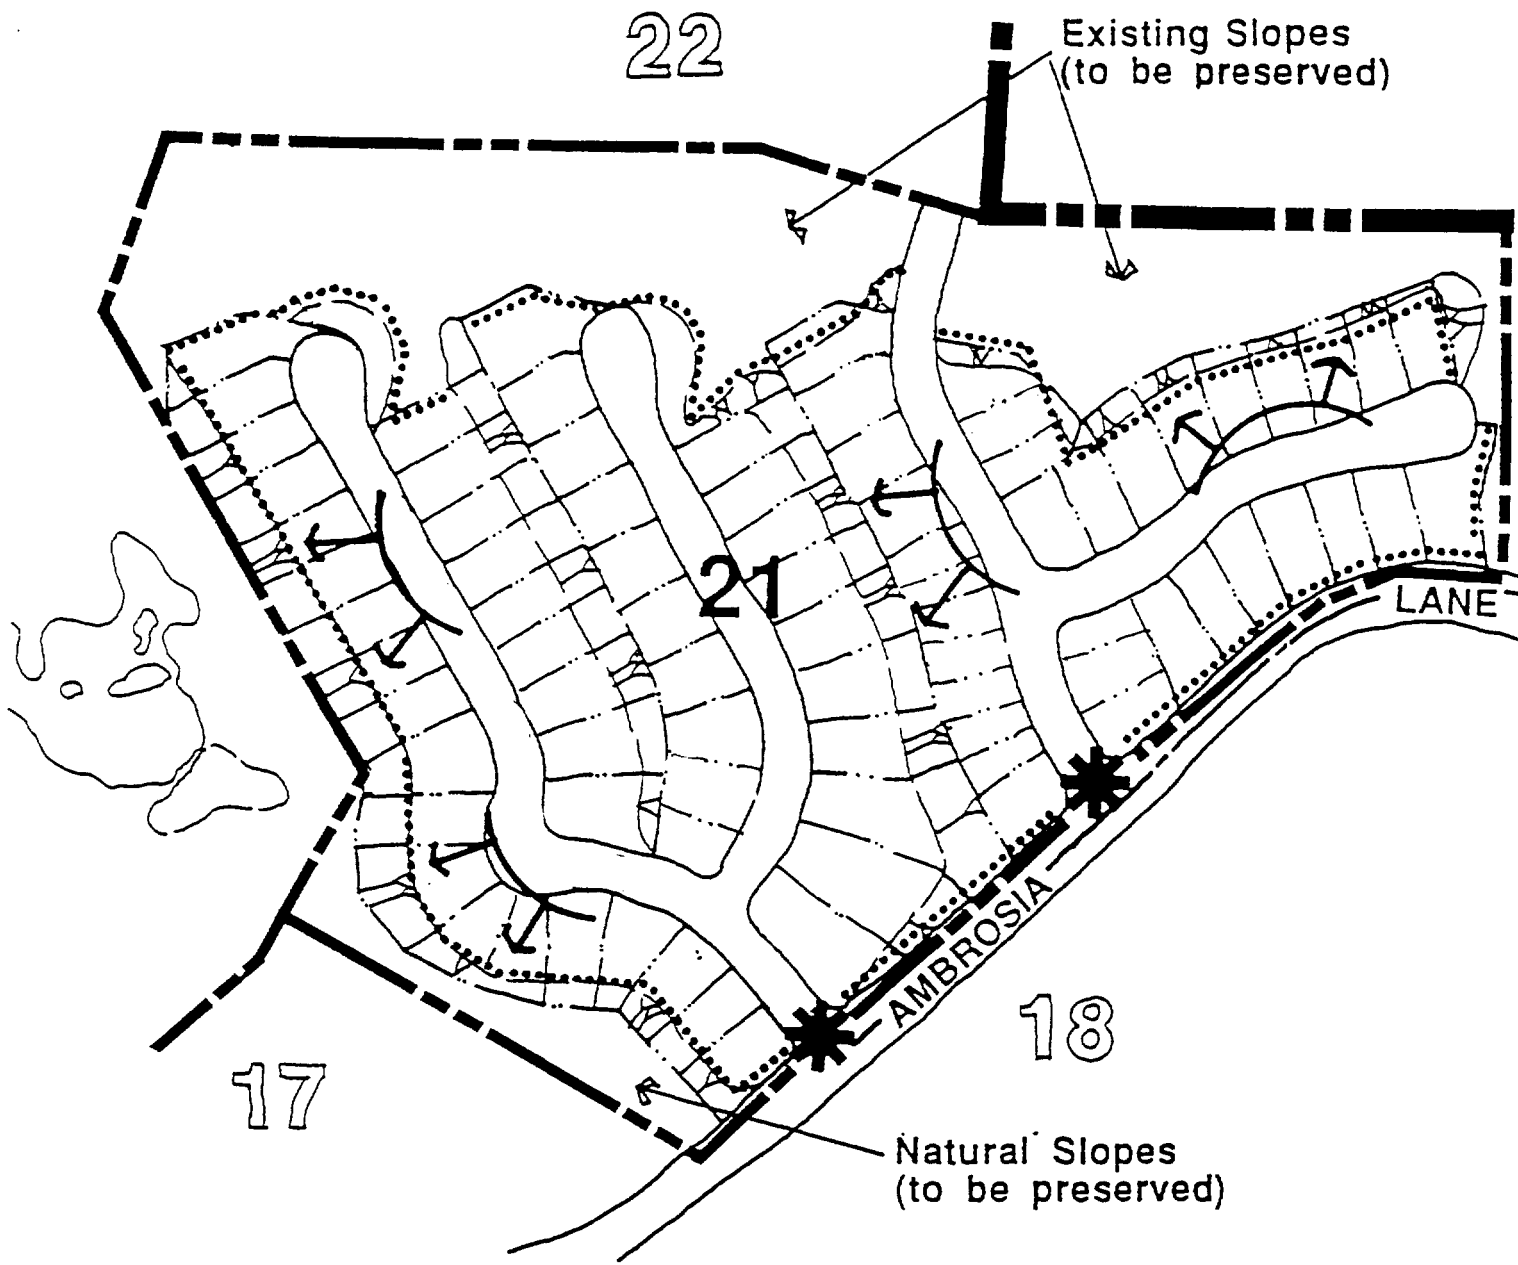 22
Existing Slopes
(to be preserved)
21
LANE
AMBROSIA
18
17
Natural Slopes
(to be preserved)